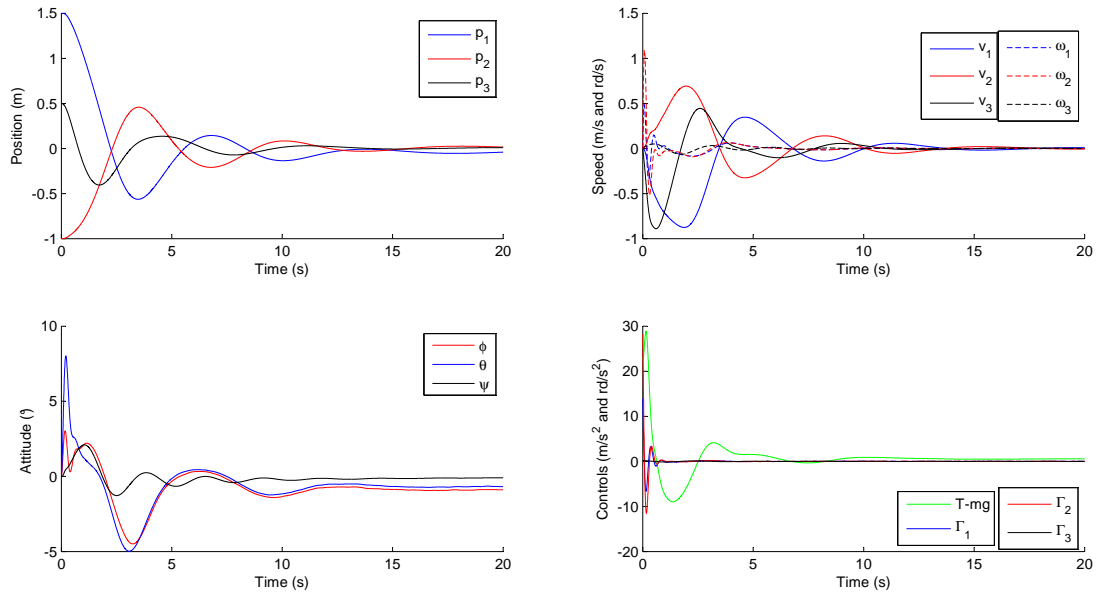 1.5
1
0.5
0
-0.5
-1
0 5 10 15 20
Position (m)
Time (s)
p1
p2
p3
1.5
1
0.5
0
-0.5
-1
0 5 10 15 20
Speed (m/s and rd/s)
Time (s)
v1 ω1
v2 ω2
v3 ω3
10
5
0
-5
0 5 10 15 20
Attitude (°)
Time (s)
ϕ
θ
ψ
30
20
10
0
-10
-20
0 5 10 15 20
Controls (m/s² and rd/s²)
Time (s)
T-mg Γ2
Γ1 Γ3